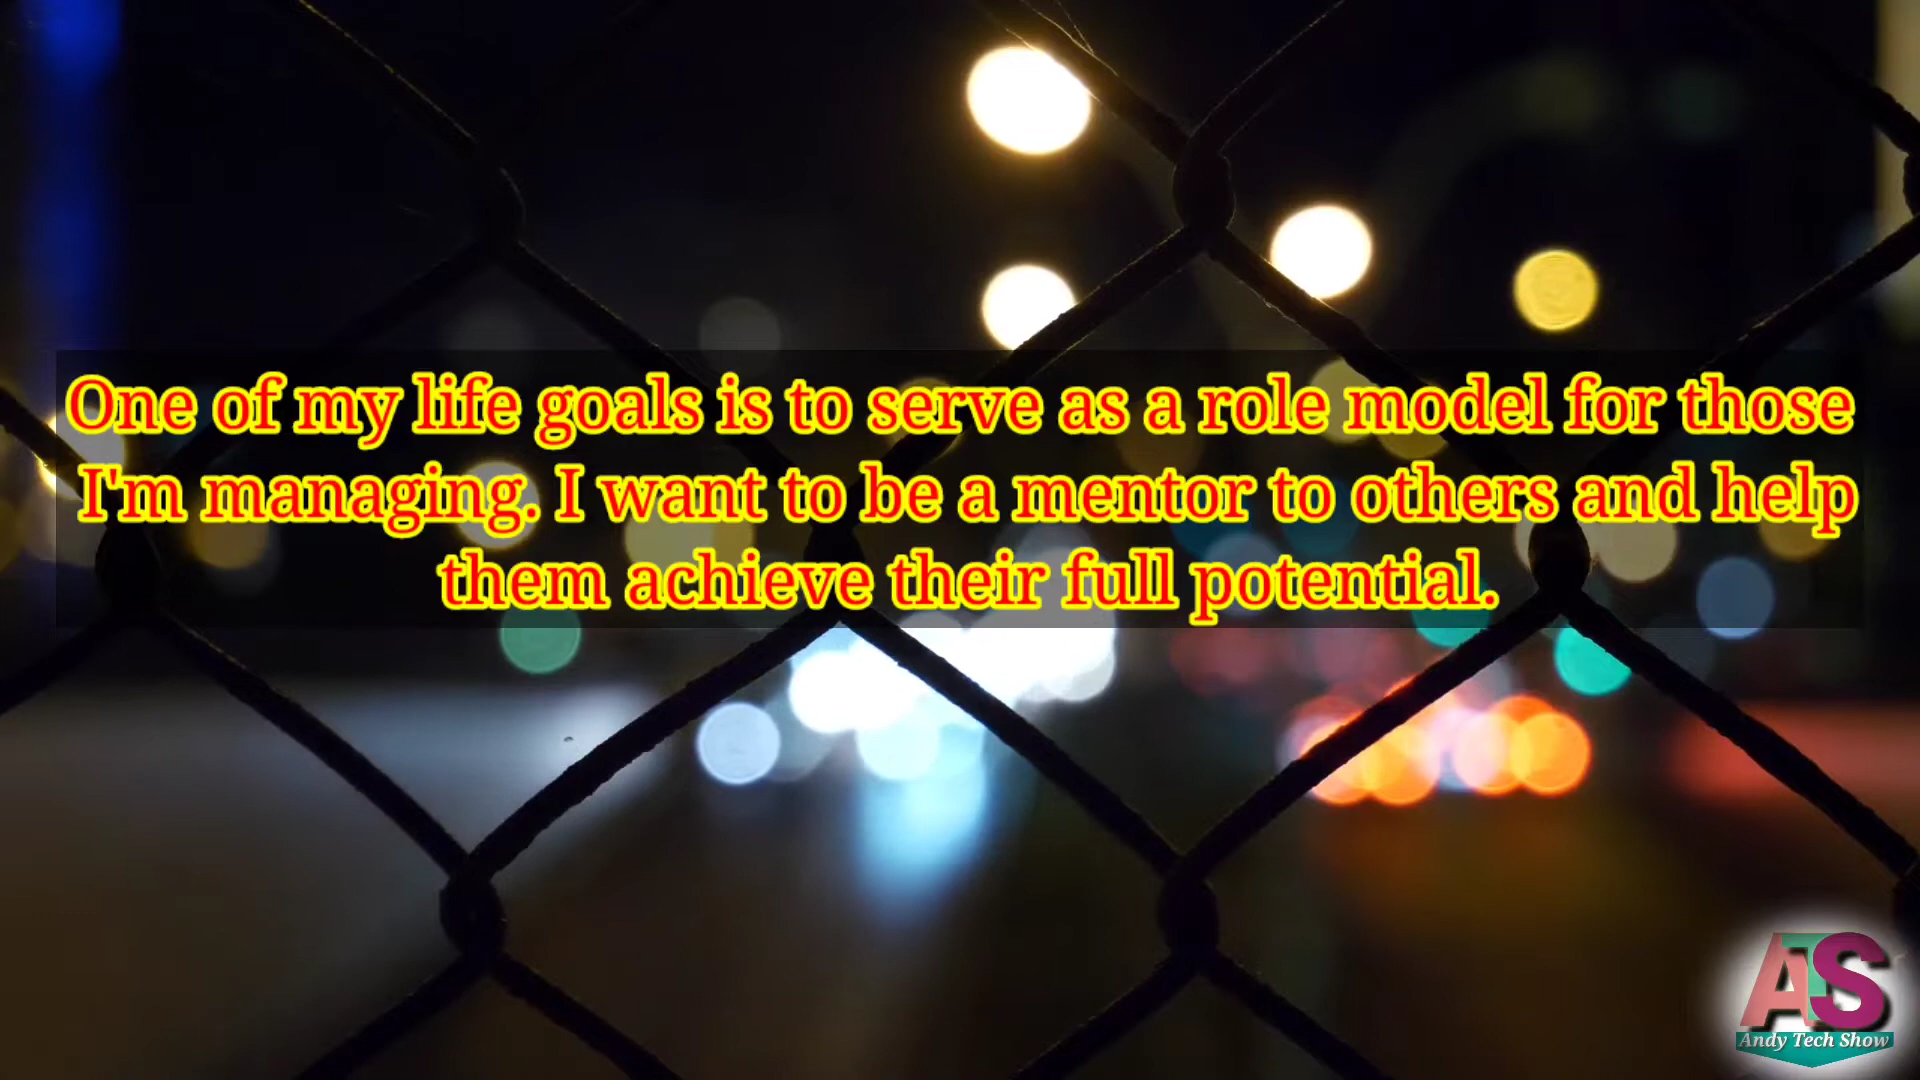 One of my life goals is to serve as a role model for those
I'm managing. I want to be a mentor to others and help
them achieve their full potential.
ATS
Andy Tech Show